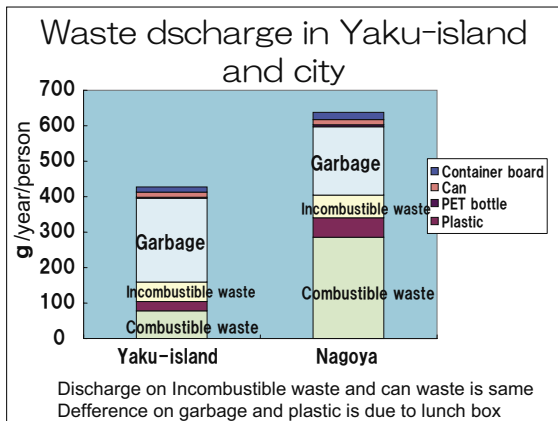 Waste dscharge in Yaku-island
and city
700
600
500
400
300
200
100
0
g/year/person
Garbage
Incombustible waste
Combustible waste
Garbage
Incombustible waste
Combustible waste
Yaku-island
Nagoya
Container board
Can
PET bottle
Plastic
Discharge on Incombustible waste and can waste is same
Defference on garbage and plastic is due to lunch box